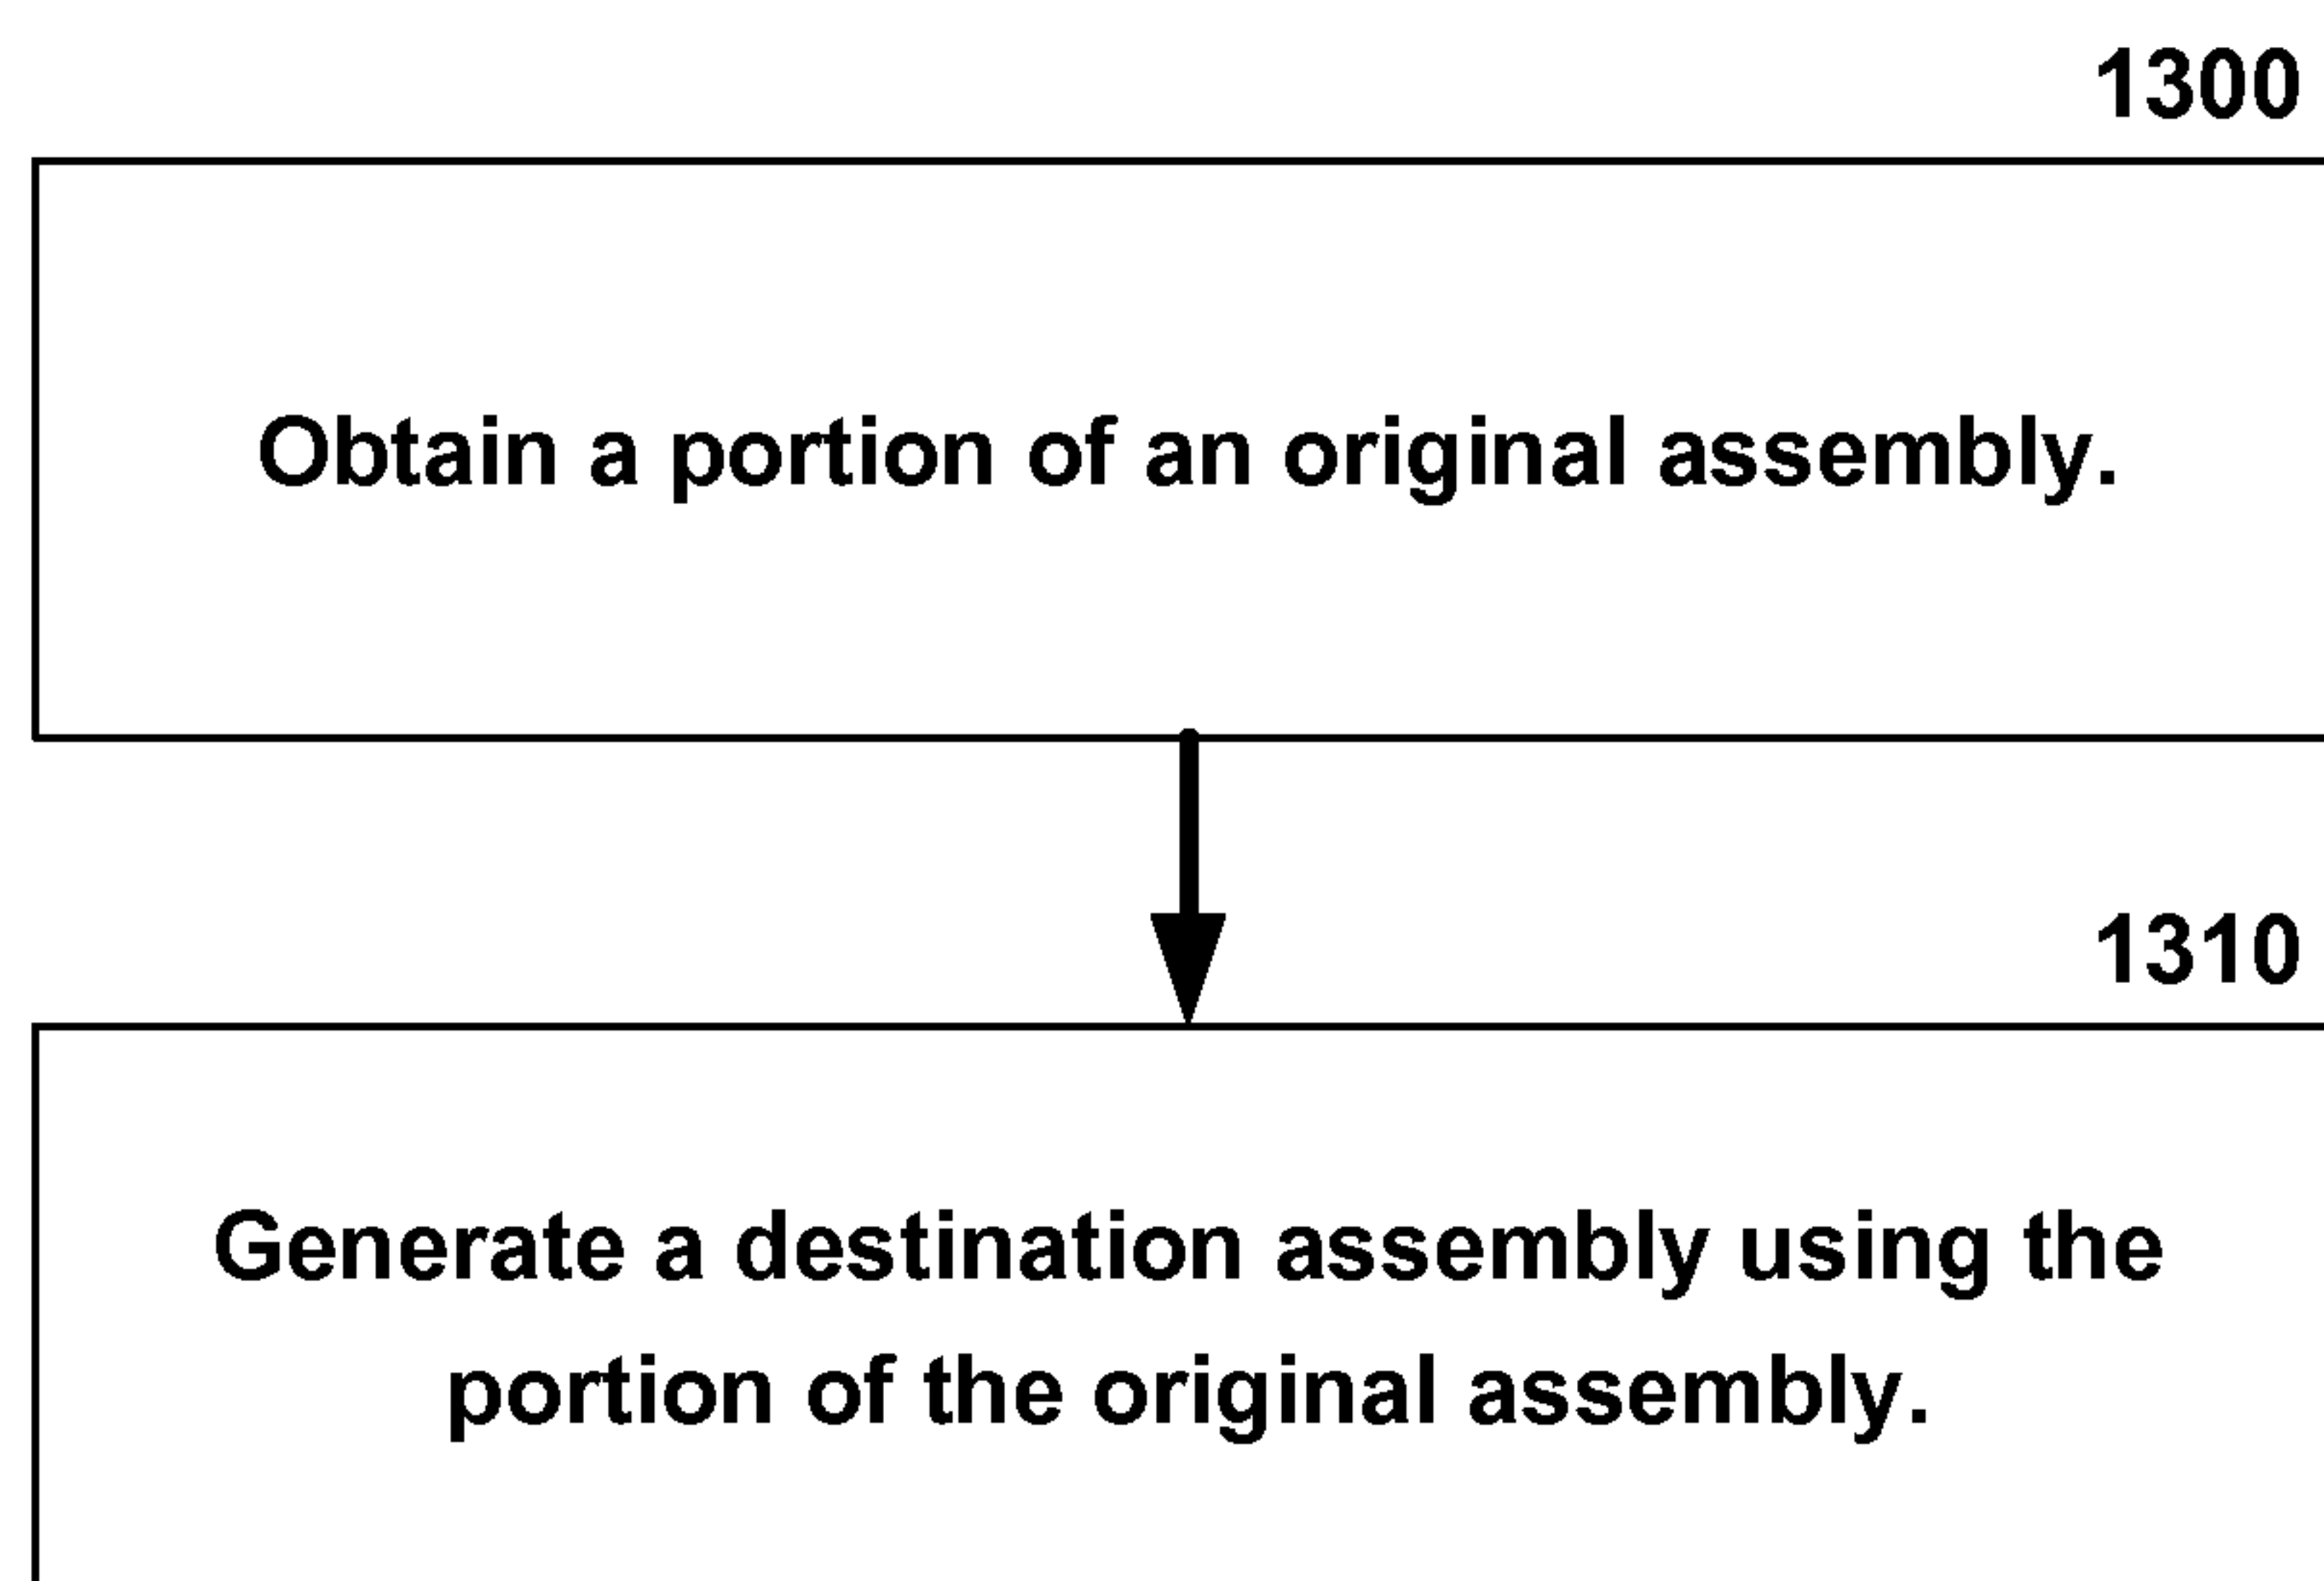 1300
Obtain a portion of an original assembly.
1310
Generate a destination assembly using the
portion of the original assembly.